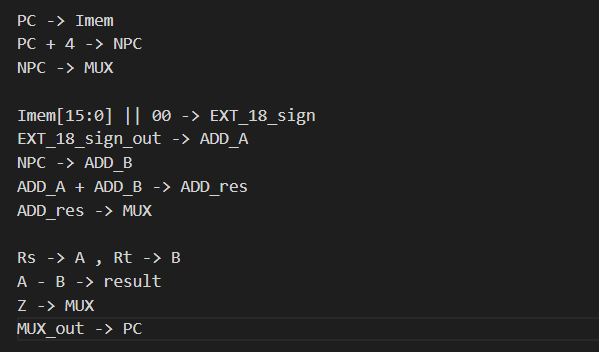 PC -> Imem
PC + 4 -> NPC
NPC -> MUX
Imem[15:0] || 00 -> EXT_18_sign
EXT_18_sign_out -> ADD_A
NPC -> ADD_B
ADD_A + ADD_B -> ADD_res
ADD_res -> MUX
Rs -> A , Rt -> B
A - B -> result
Z -> MUX
MUX_out -> PC